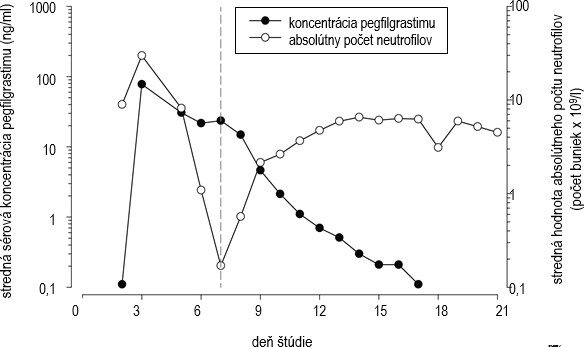 koncentrácia pegfilgrastimu
absolútny počet neutrofilov
stredná sérová koncentrácia pegfilgrastimu (ng/ml)
1000
100
10
1
0,1
stredná hodnota absolútneho počtu neutrofilov
(počet buniek x 10⁹/l)
100
10
1
0,1
0 3 6 7 9 12 15 18 21
deň štúdie